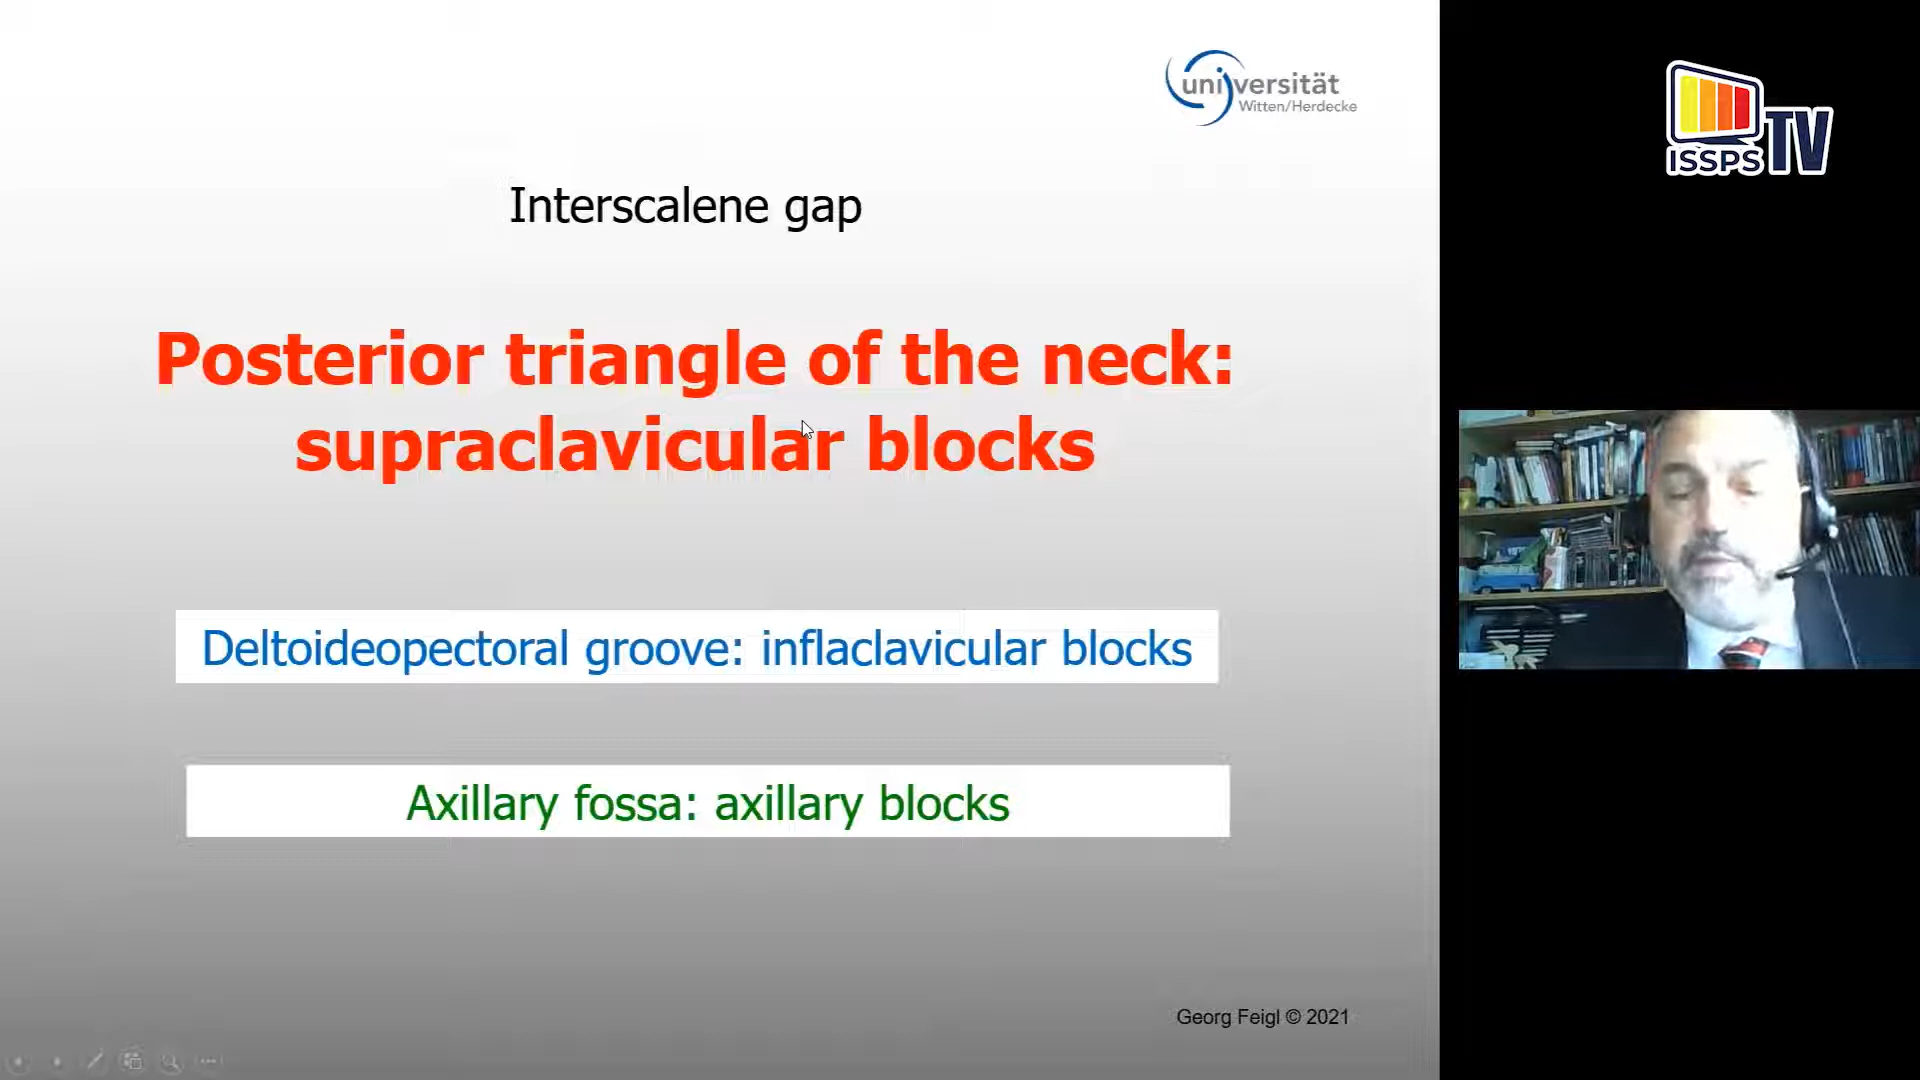 universität
Witten/Herdecke
ISSPS TV
Interscalene gap
Posterior triangle of the neck:
supraclavicular blocks
Deltoideopectoral groove: inflaclavicular blocks
Axillary fossa: axillary blocks
Georg Feigl © 2021